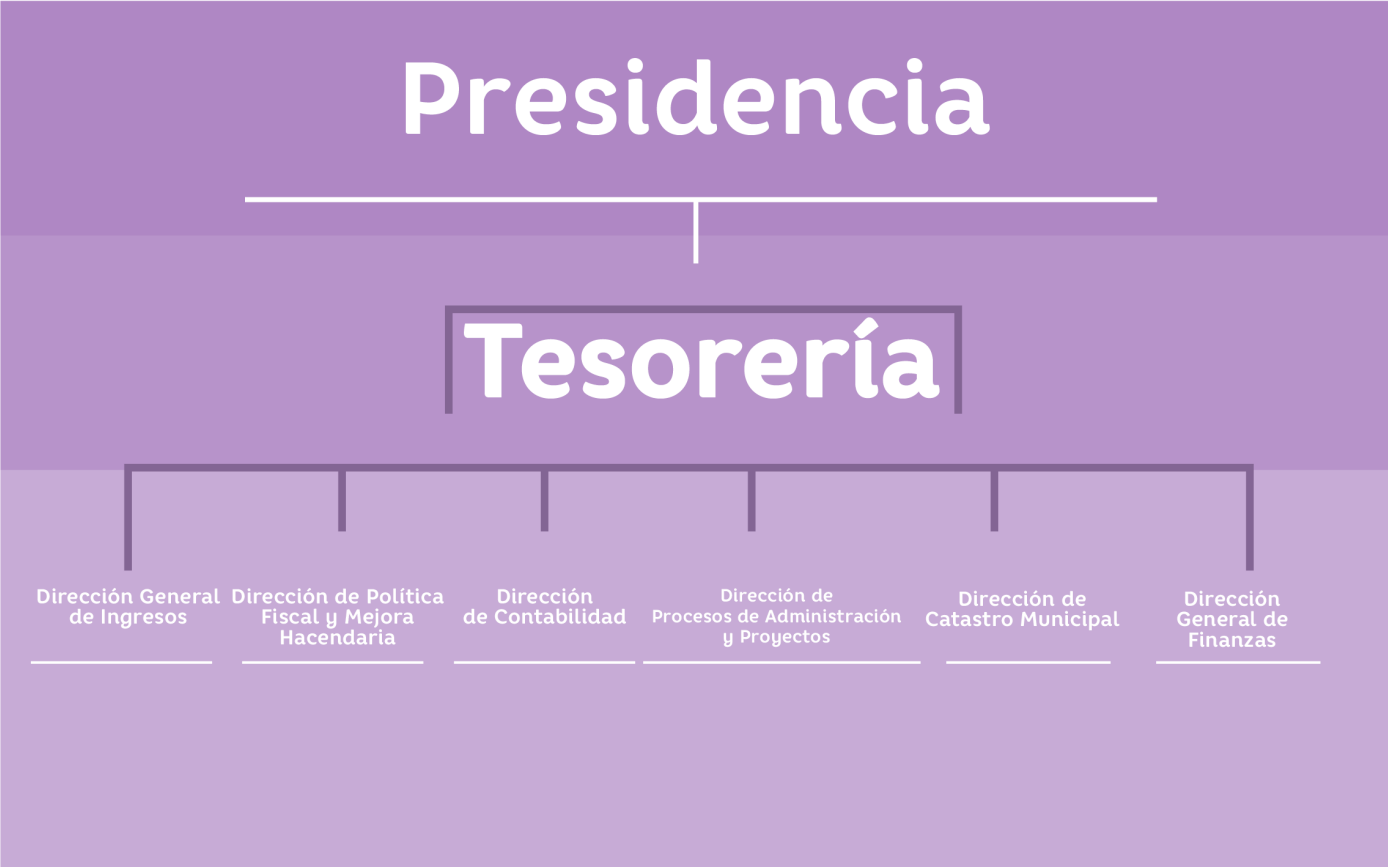 Presidencia
Tesorería
Dirección General
de Ingresos
Dirección de Política
Fiscal y Mejora
Hacendaria
Dirección
de Contabilidad
Dirección de
Procesos de Administración
y Proyectos
Dirección de
Catastro Municipal
Dirección
General de
Finanzas